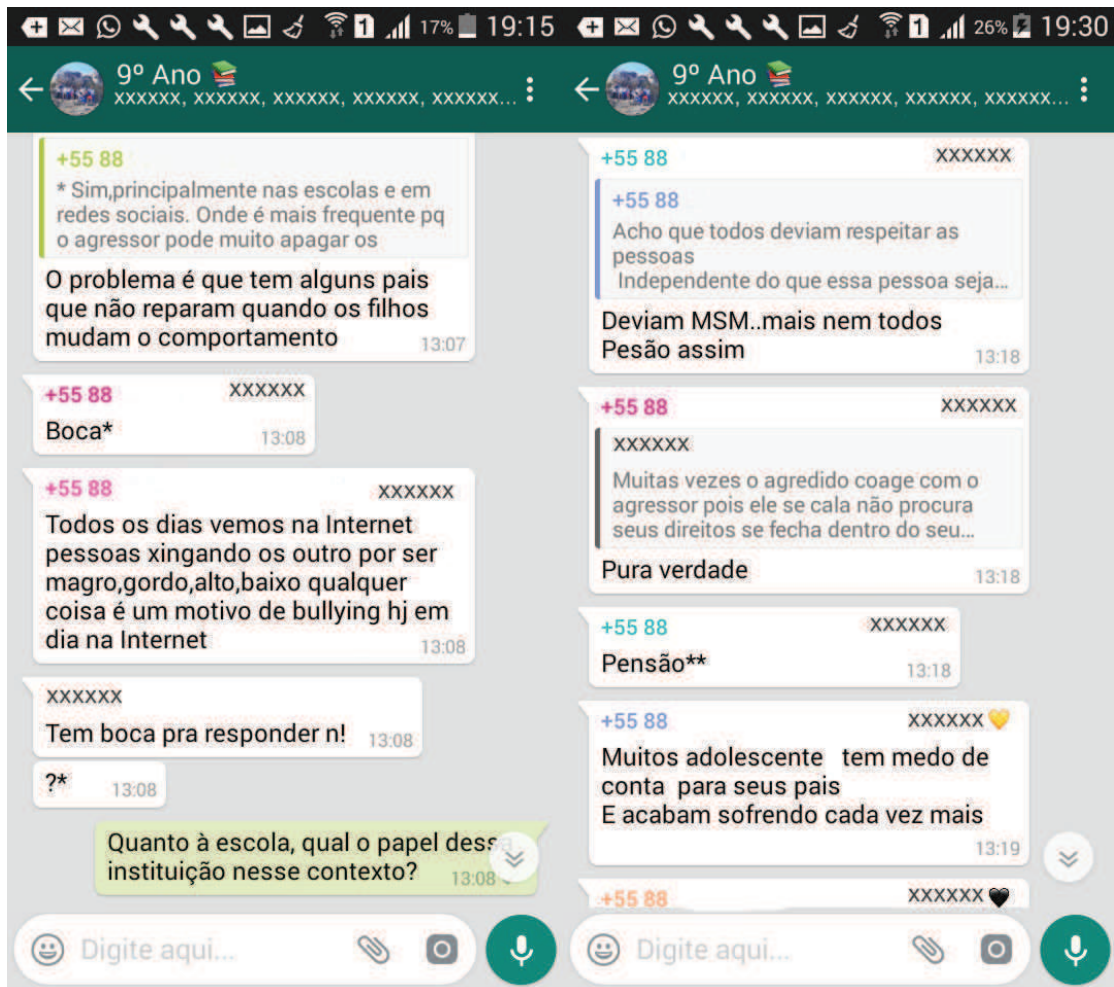 17% 19:15
9º Ano
xxxxxx, xxxxxx, xxxxxx, xxxxxx, xxxxxx...
+55 88
* Sim,principalmente nas escolas e em
redes sociais. Onde é mais frequente pq
o agressor pode muito apagar os
O problema é que tem alguns pais
que não reparam quando os filhos
mudam o comportamento
13:07
+55 88 xxxxxx
Boca*
13:08
+55 88 xxxxxx
Todos os dias vemos na Internet
pessoas xingando os outro por ser
magro,gordo,alto,baixo qualquer
coisa é um motivo de bullying hj em
dia na Internet
13:08
xxxxxx
Tem boca pra responder n!
13:08
?*
13:08
Quanto à escola, qual o papel dessa
instituição nesse contexto?
13:08
Digite aqui...
1 26% 19:30
9º Ano
xxxxxx, xxxxxx, xxxxxx, xxxxxx, xxxxxx...
+55 88 xxxxxx
+55 88
Acho que todos deviam respeitar as
pessoas
Independente do que essa pessoa seja...
Deviam MSM..mais nem todos
Pesão assim
13:18
+55 88 xxxxxx
xxxxxx
Muitas vezes o agredido coage com o
agressor pois ele se cala não procura
seus direitos se fecha dentro do seu...
Pura verdade
13:18
+55 88 xxxxxx
Pensão**
13:18
+55 88 xxxxxx 💛
Muitos adolescente tem medo de
conta para seus pais
E acabam sofrendo cada vez mais
13:19
+55 88 xxxxxx 🖤
Digite aqui...